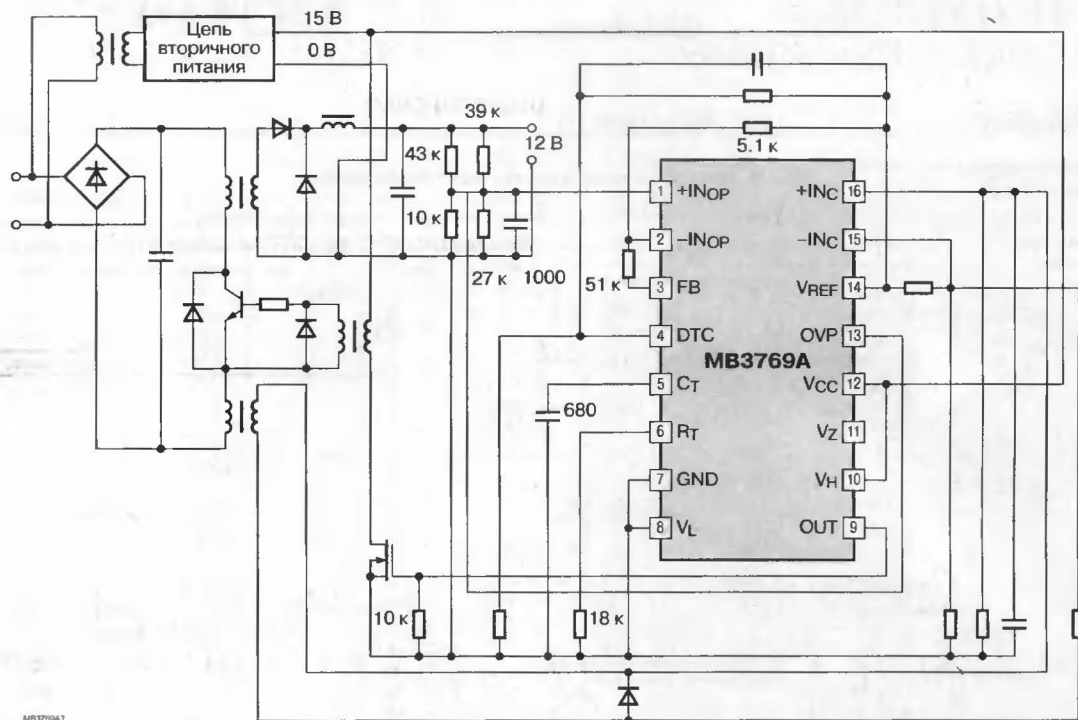 Цепь
вторичного
питания
15 В
0 В
39 к
12 В
43 к
10 к
27 к
1000
5.1 к
51 к
680
10 к
18 к
MB3769A
1 +INOP
2 –INOP
3 FB
4 DTC
5 CT
6 RT
7 GND
8 VL
+INC 16
–INC 15
VREF 14
OVP 13
VCC 12
VZ 11
VH 10
OUT 9